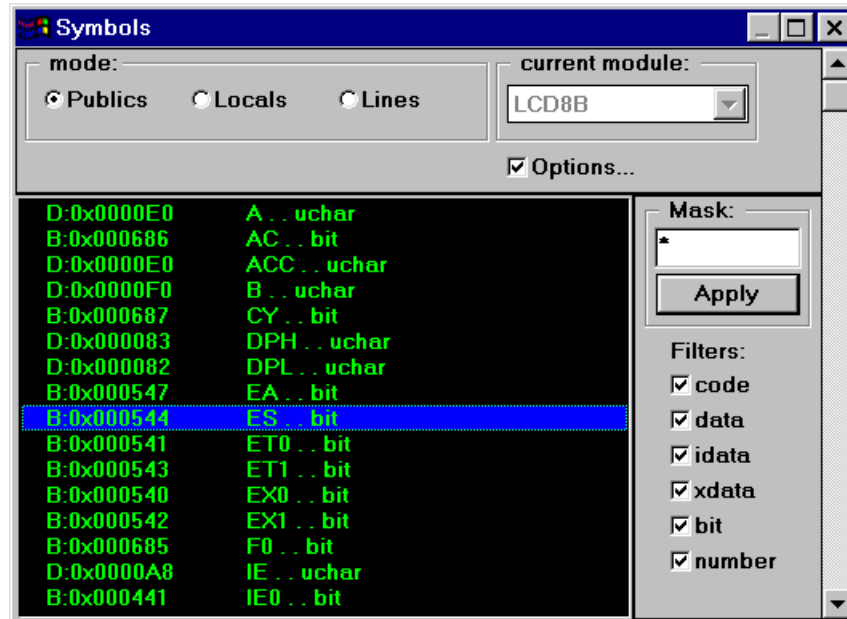 Symbols
mode:
Publics Locals Lines
current module:
LCD8B
Options...
D:0x0000E0 A . . uchar
B:0x000686 AC . . bit
D:0x0000E0 ACC . . uchar
D:0x0000F0 B . . uchar
B:0x000687 CY . . bit
D:0x000083 DPH . . uchar
D:0x000082 DPL . . uchar
B:0x000547 EA . . bit
B:0x000544 ES . . bit
B:0x000541 ET0 . . bit
B:0x000543 ET1 . . bit
B:0x000540 EX0 . . bit
B:0x000542 EX1 . . bit
B:0x000685 F0 . . bit
D:0x0000A8 IE . . uchar
B:0x000441 IE0 . . bit
Mask:
*
Apply
Filters:
code
data
idata
xdata
bit
number